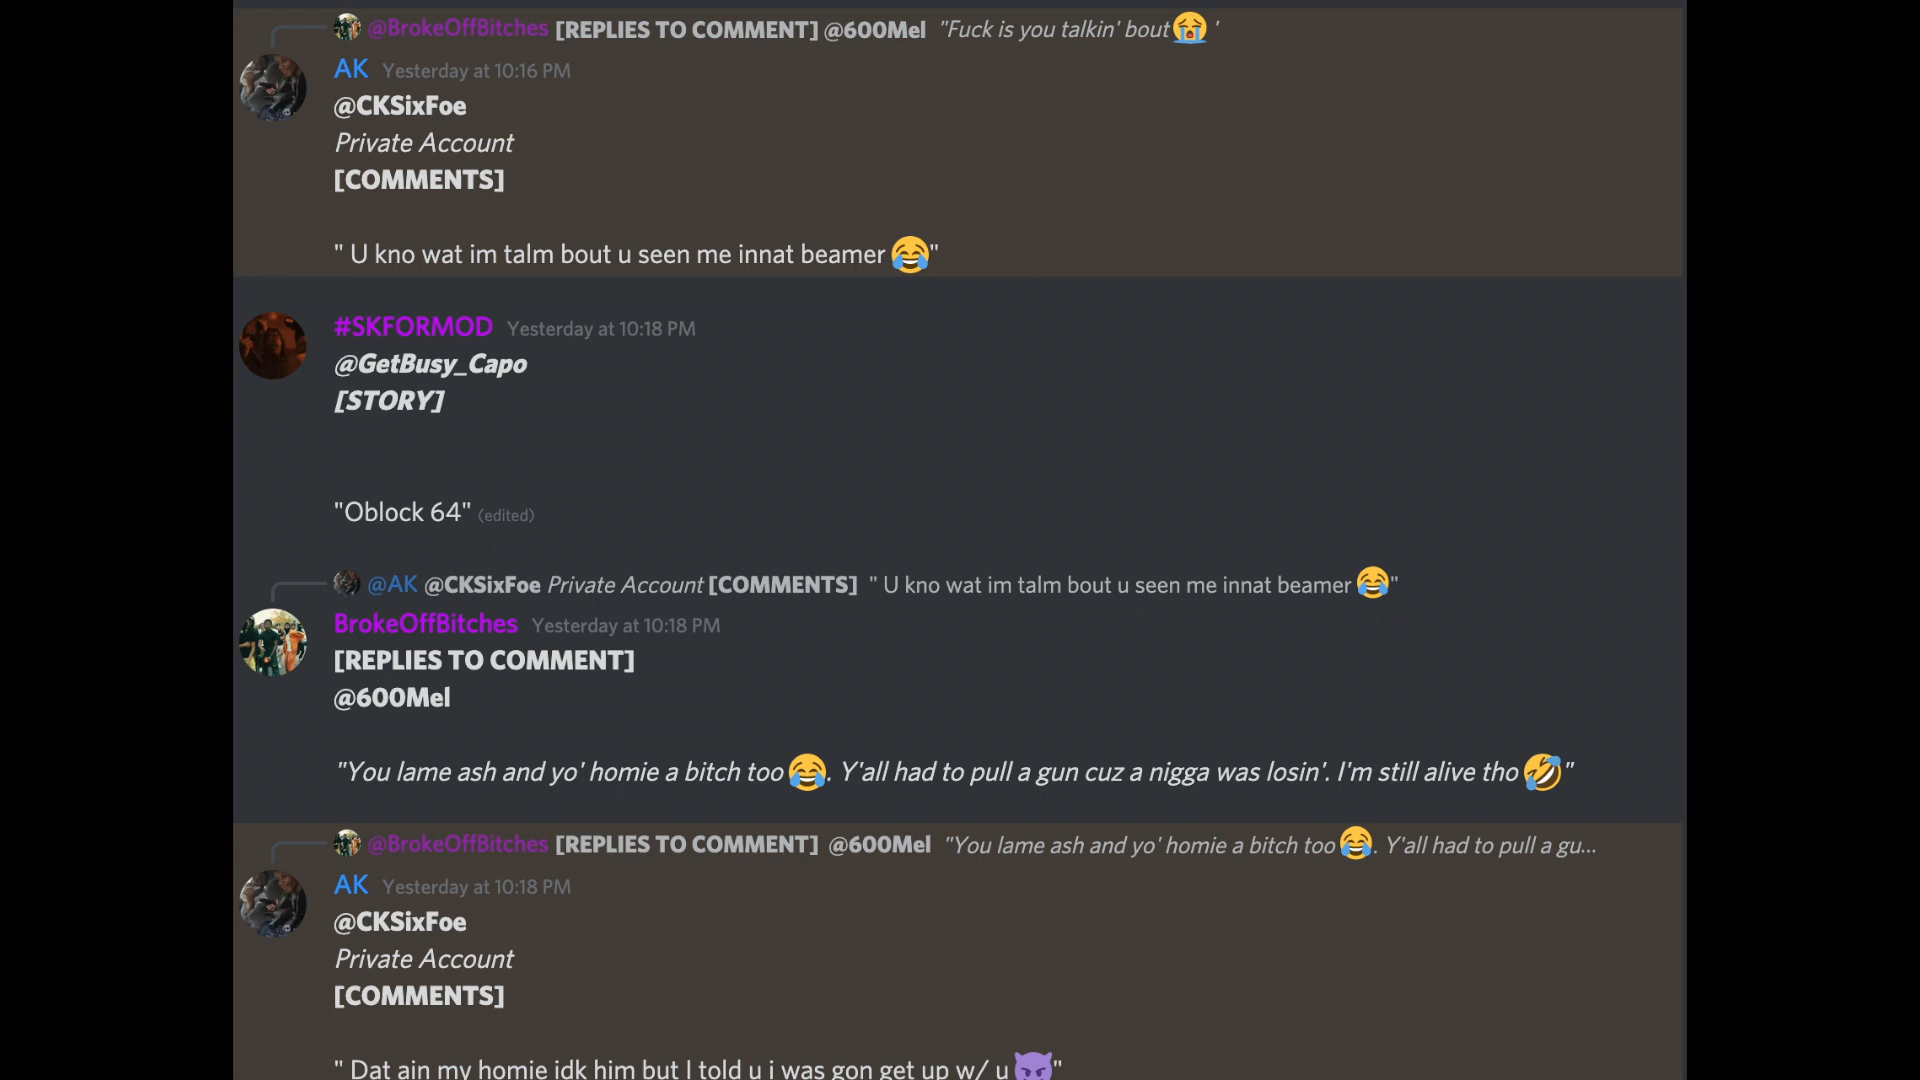 @BrokeOffBitches [REPLIES TO COMMENT] @600Mel "Fuck is you talkin' bout😭 '
AK Yesterday at 10:16 PM
@CKSixFoe
Private Account
[COMMENTS]
" U kno wat im talm bout u seen me innat beamer 😂"
#SKFORMOD Yesterday at 10:18 PM
@GetBusy_Capo
[STORY]
"Oblock 64" (edited)
@AK @CKSixFoe Private Account [COMMENTS] " U kno wat im talm bout u seen me innat beamer 😂"
BrokeOffBitches Yesterday at 10:18 PM
[REPLIES TO COMMENT]
@600Mel
"You lame ash and yo' homie a bitch too😂. Y'all had to pull a gun cuz a nigga was losin'. I'm still alive tho🤣"
@BrokeOffBitches [REPLIES TO COMMENT] @600Mel "You lame ash and yo' homie a bitch too😂. Y'all had to pull a gu...
AK Yesterday at 10:18 PM
@CKSixFoe
Private Account
[COMMENTS]
" Dat ain my homie idk him but I told u i was gon get up w/ u😈"